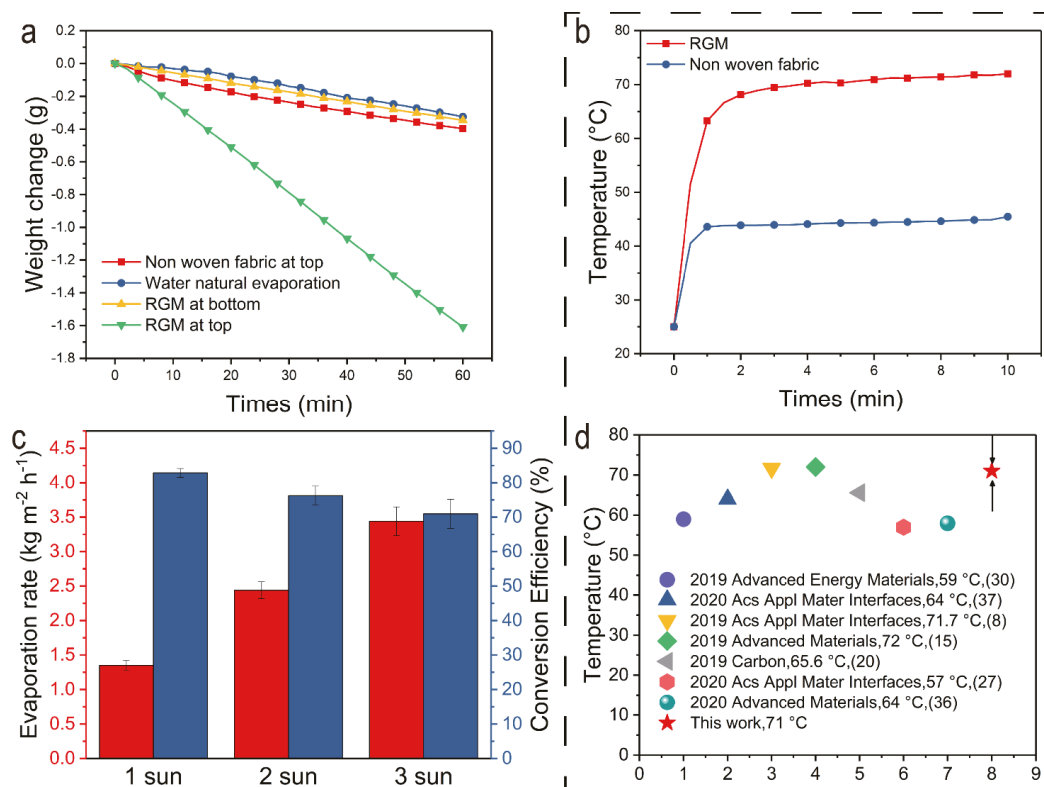 a
0.2
0.0
-0.2
-0.4
-0.6
-0.8
-1.0
-1.2
-1.4
-1.6
-1.8
Weight change (g)
Non woven fabric at top
Water natural evaporation
RGM at bottom
RGM at top
0 10 20 30 40 50 60
Times (min)
b
80
70
60
50
40
30
20
Temperature (°C)
RGM
Non woven fabric
0 2 4 6 8 10
Times (min)
c
4.5
4.0
3.5
3.0
2.5
2.0
1.5
1.0
0.5
0.0
Evaporation rate (kg m⁻² h⁻¹)
90
80
70
60
50
40
30
20
10
0
Conversion Efficiency (%)
1 sun 2 sun 3 sun
d
80
70
60
50
40
30
20
10
0
Temperature (°C)
2019 Advanced Energy Materials,59 °C,(30)
2020 Acs Appl Mater Interfaces,64 °C,(37)
2019 Acs Appl Mater Interfaces,71.7 °C,(8)
2019 Advanced Materials,72 °C,(15)
2019 Carbon,65.6 °C,(20)
2020 Acs Appl Mater Interfaces,57 °C,(27)
2020 Advanced Materials,64 °C,(36)
This work,71 °C
0 1 2 3 4 5 6 7 8 9